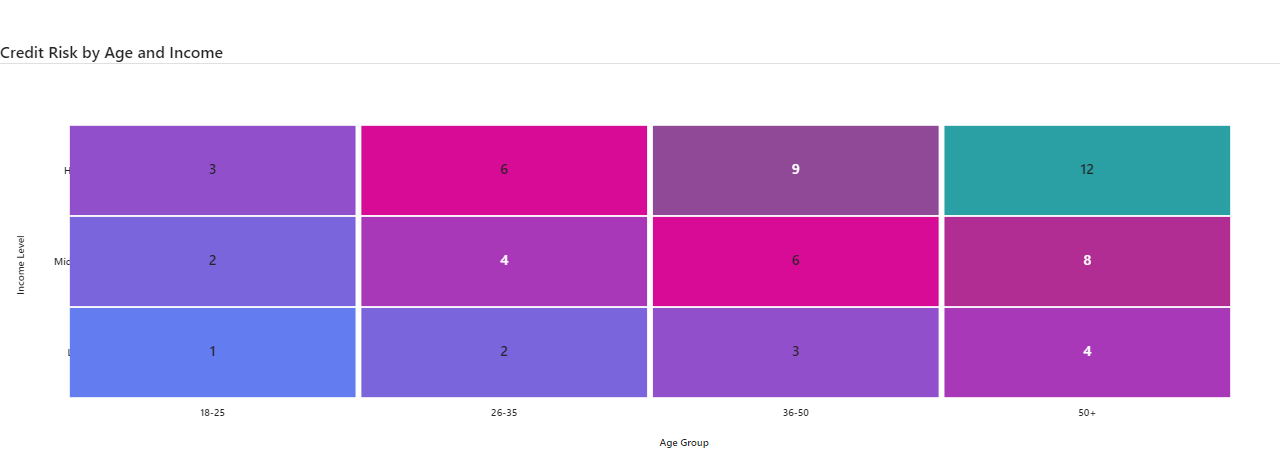 Credit Risk by Age and Income
3 6 9 12
Income Level
2 4 6 8
1 2 3 4
18-25 26-35 36-50 50+
Age Group